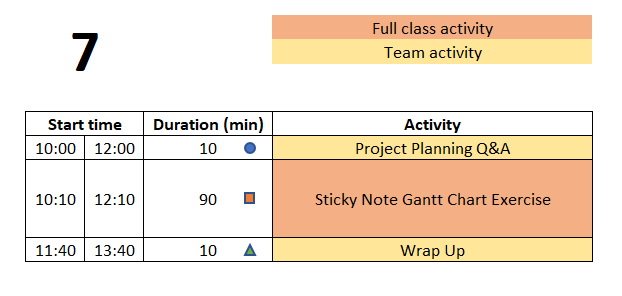 7
Full class activity
Team activity
Start time Duration (min) Activity
10:00 12:00 10 Project Planning Q&A
10:10 12:10 90 Sticky Note Gantt Chart Exercise
11:40 13:40 10 Wrap Up